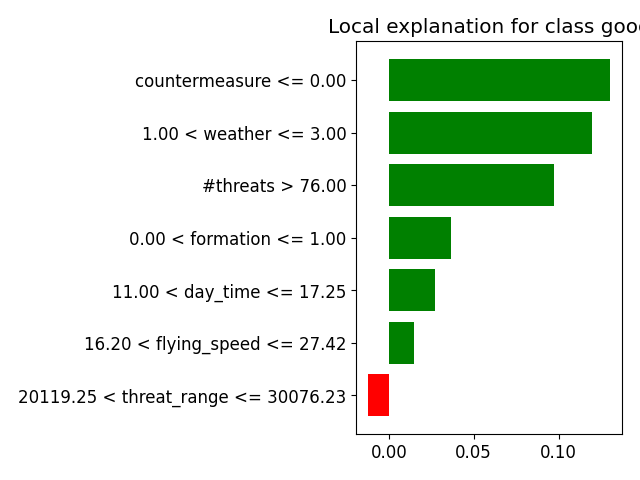 Local explanation for class goo
countermeasure <= 0.00
1.00 < weather <= 3.00
#threats > 76.00
0.00 < formation <= 1.00
11.00 < day_time <= 17.25
16.20 < flying_speed <= 27.42
20119.25 < threat_range <= 30076.23
0.00 0.05 0.10